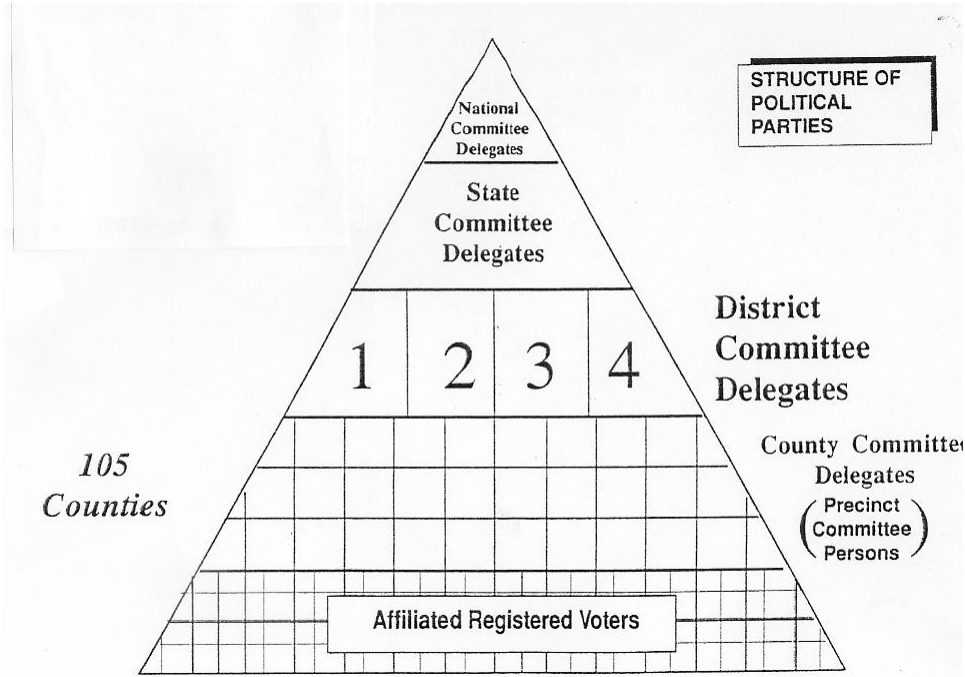 STRUCTURE OF
POLITICAL
PARTIES
National
Committee
Delegates
State
Committee
Delegates
1 2 3 4
District
Committee
Delegates
105
Counties
County Committee
Delegates
(Precinct
Committee
Persons)
Affiliated Registered Voters